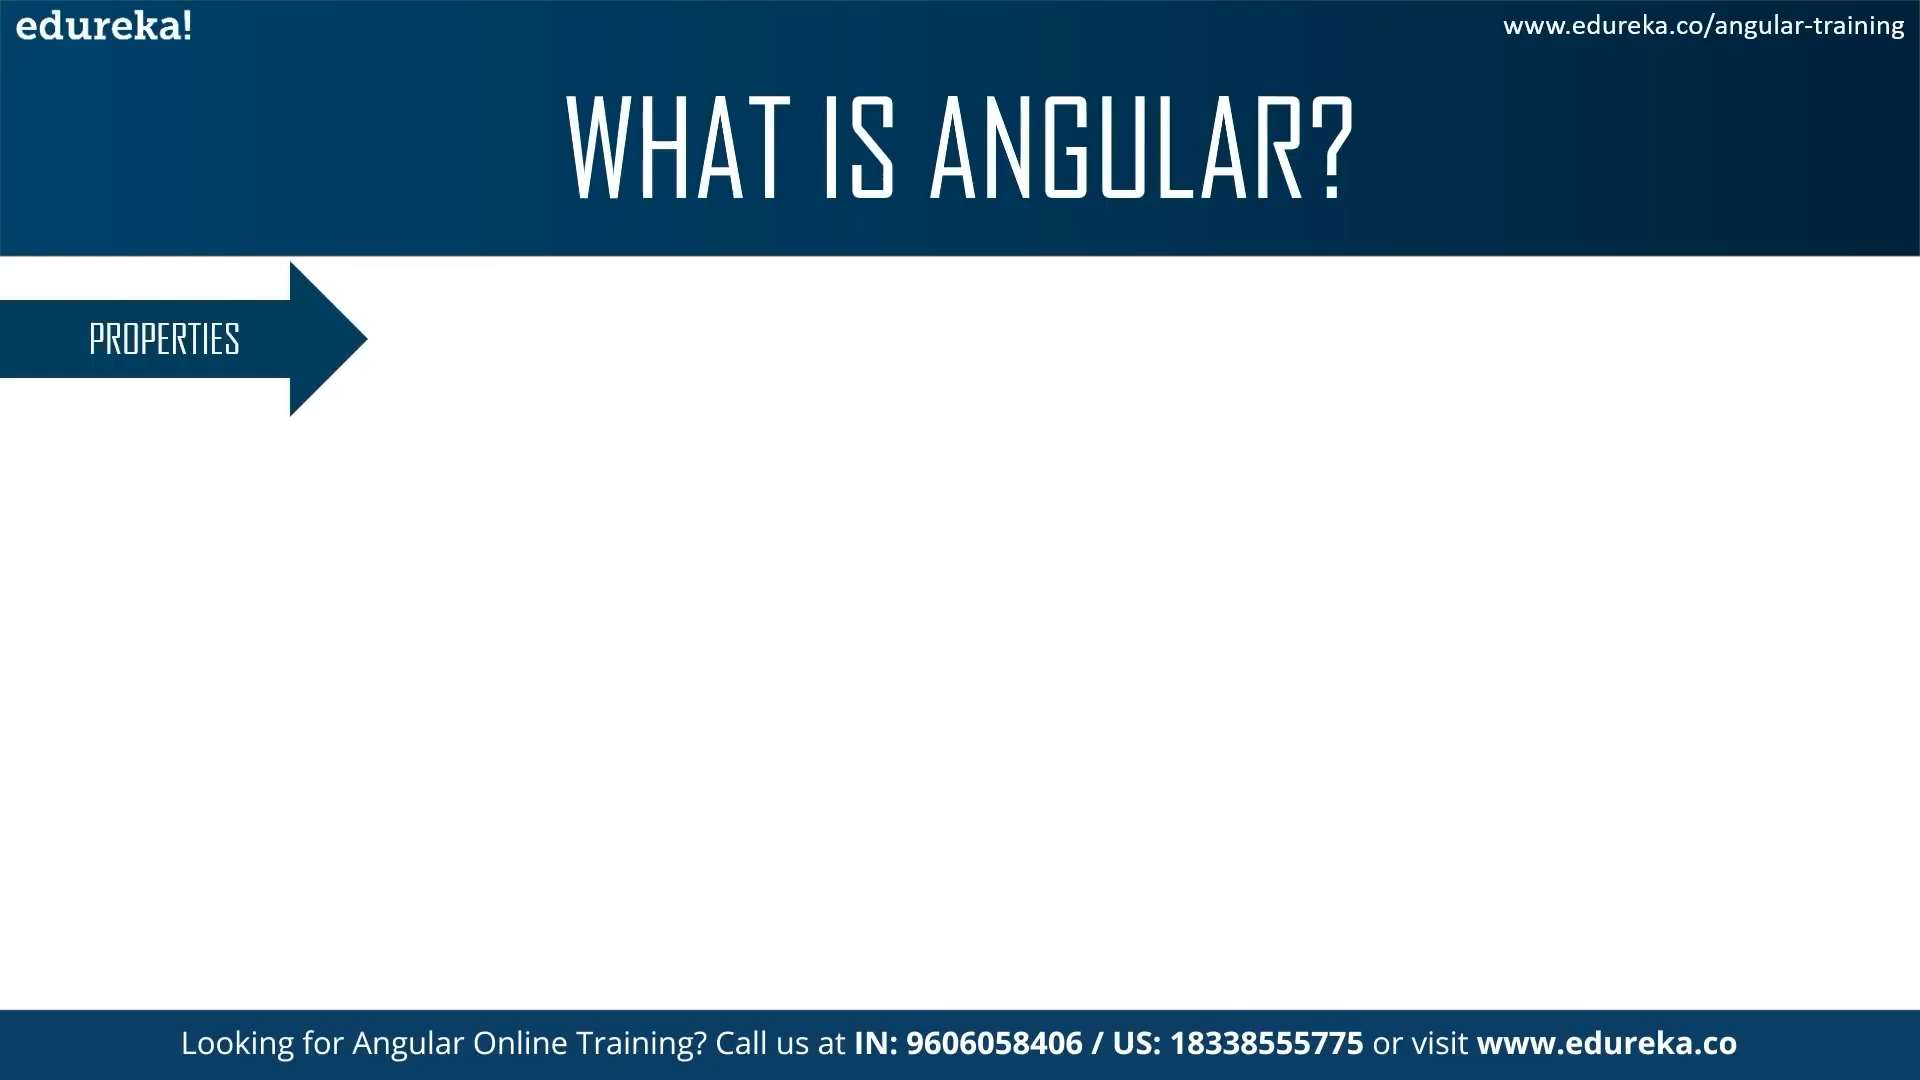 edureka!
www.edureka.co/angular-training
WHAT IS ANGULAR?
PROPERTIES
Looking for Angular Online Training? Call us at IN: 9606058406 / US: 18338555775 or visit www.edureka.co